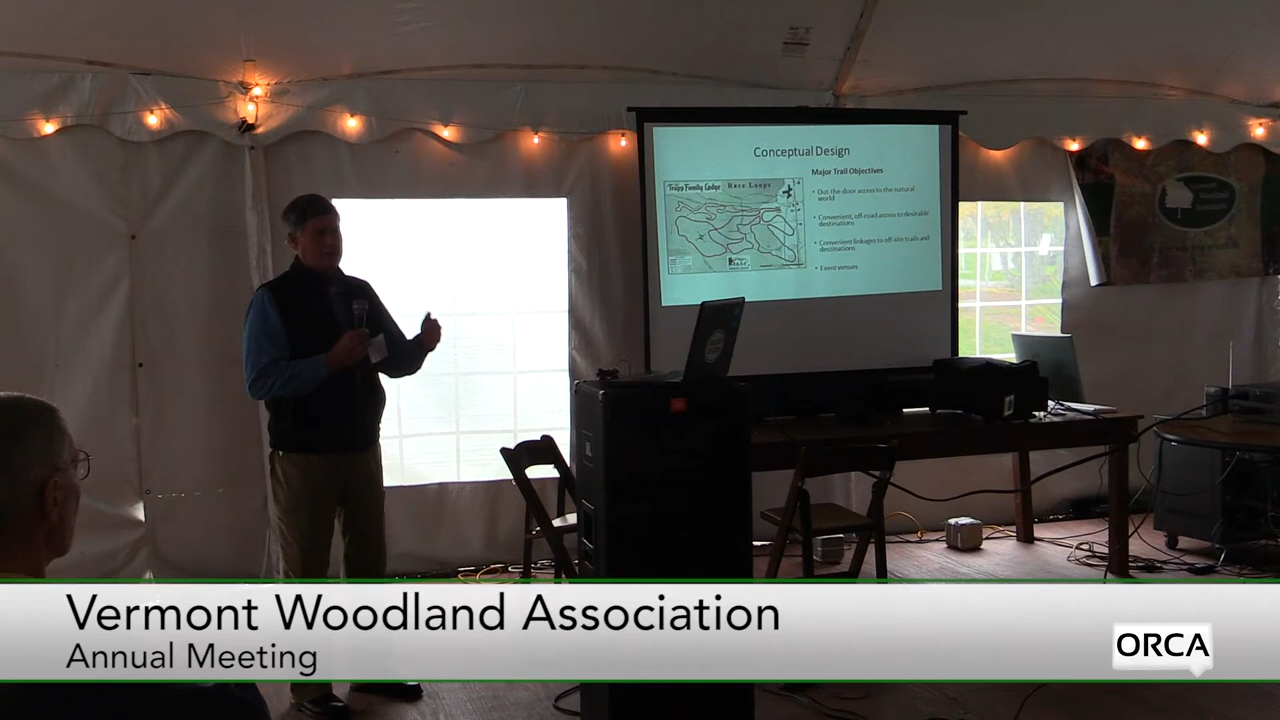 Conceptual Design
Trapp Family Lodge Race Loops
Major Trail Objectives
• Out-the-door access to the natural
world
• Convenient, off-road access to desirable
destinations
• Convenient linkages to off-site trails and
destinations
• Event venues
JBL
Vermont Woodland Association
Annual Meeting
ORCA